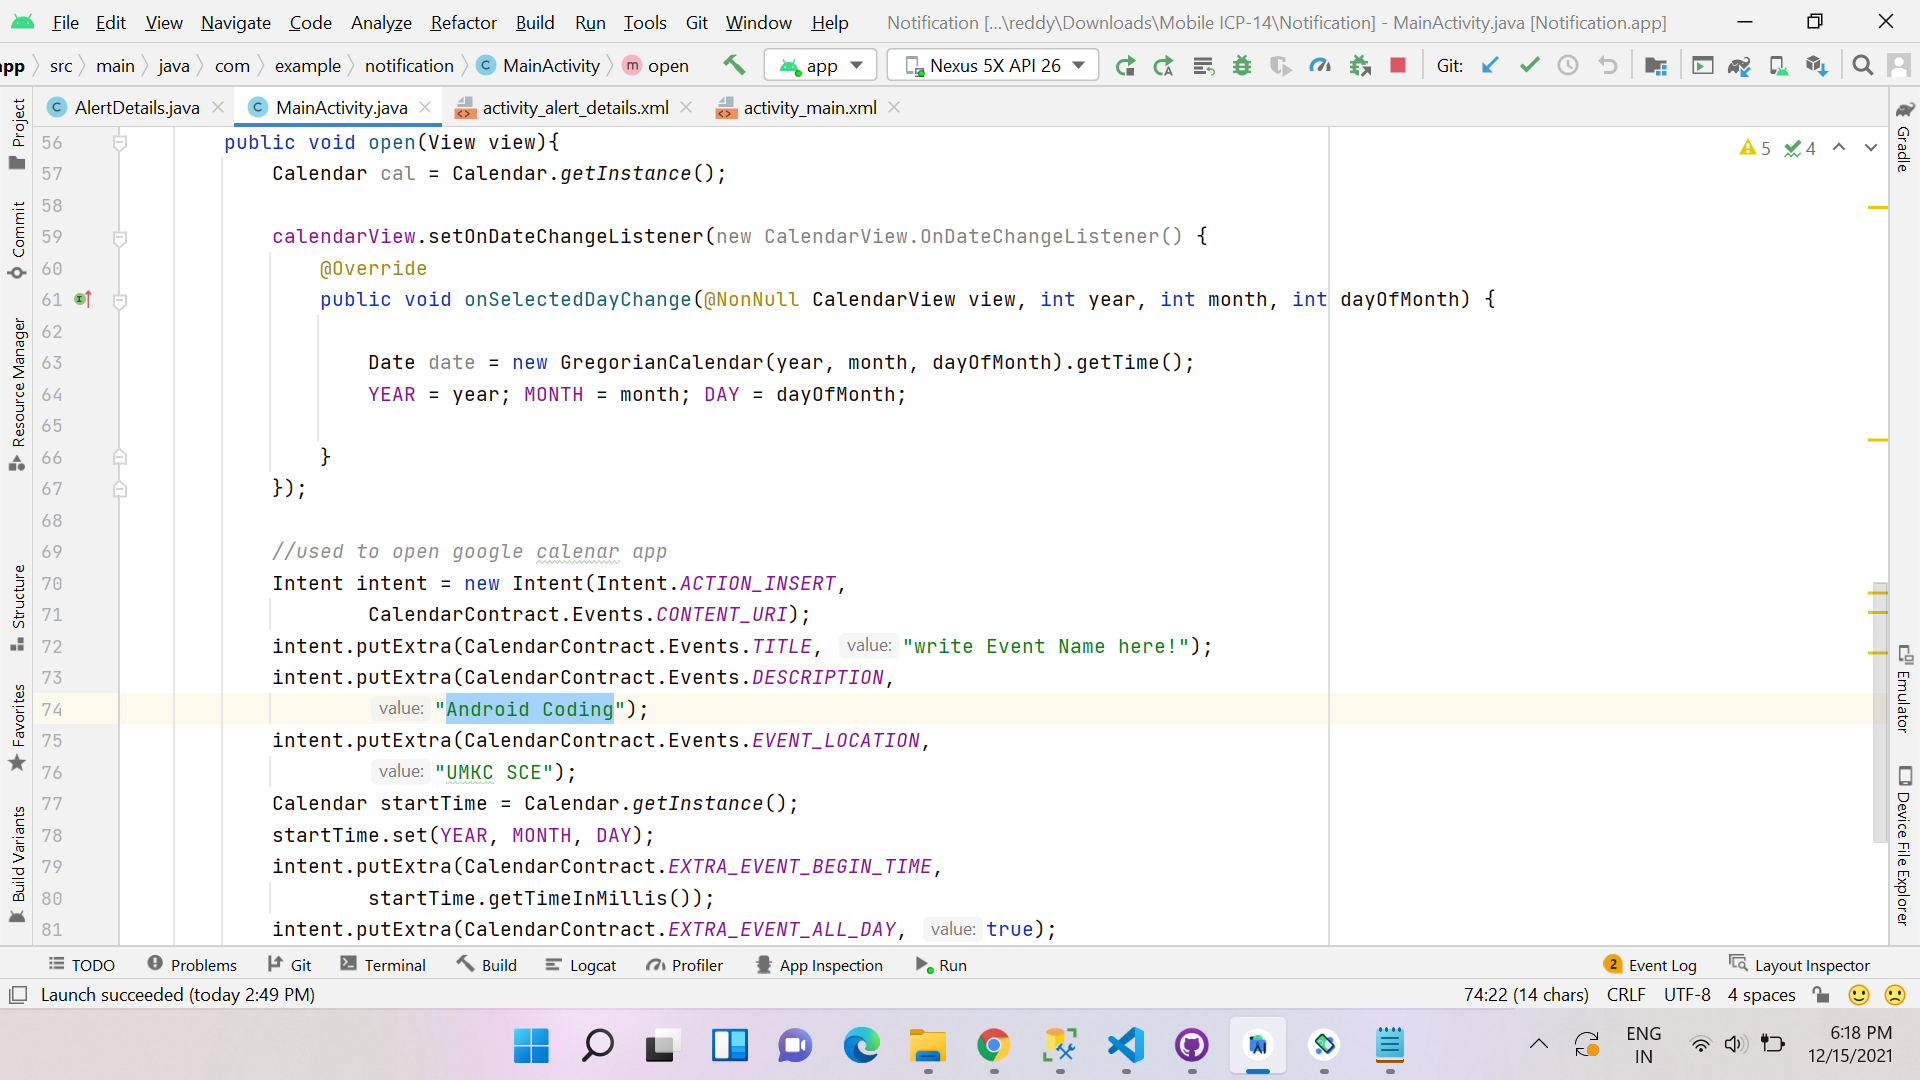 File Edit View Navigate Code Analyze Refactor Build Run Tools Git Window Help Notification [...\reddy\Downloads\Mobile ICP-14\Notification] - MainActivity.java [Notification.app]
app src main java com example notification MainActivity open app Nexus 5X API 26 Git:
AlertDetails.java MainActivity.java activity_alert_details.xml activity_main.xml
Project
Commit
Resource Manager
Structure
Favorites
Build Variants
Gradle
Emulator
Device File Explorer
5 4
56 public void open(View view){
57 Calendar cal = Calendar.getInstance();
58
59 calendarView.setOnDateChangeListener(new CalendarView.OnDateChangeListener() {
60 @Override
61 public void onSelectedDayChange(@NonNull CalendarView view, int year, int month, int dayOfMonth) {
62
63 Date date = new GregorianCalendar(year, month, dayOfMonth).getTime();
64 YEAR = year; MONTH = month; DAY = dayOfMonth;
65
66 }
67 });
68
69 //used to open google calenar app
70 Intent intent = new Intent(Intent.ACTION_INSERT,
71 CalendarContract.Events.CONTENT_URI);
72 intent.putExtra(CalendarContract.Events.TITLE, value: "write Event Name here!");
73 intent.putExtra(CalendarContract.Events.DESCRIPTION,
74 value: "Android Coding");
75 intent.putExtra(CalendarContract.Events.EVENT_LOCATION,
76 value: "UMKC SCE");
77 Calendar startTime = Calendar.getInstance();
78 startTime.set(YEAR, MONTH, DAY);
79 intent.putExtra(CalendarContract.EXTRA_EVENT_BEGIN_TIME,
80 startTime.getTimeInMillis());
81 intent.putExtra(CalendarContract.EXTRA_EVENT_ALL_DAY, value: true);
TODO Problems Git Terminal Build Logcat Profiler App Inspection Run 2 Event Log Layout Inspector
Launch succeeded (today 2:49 PM) 74:22 (14 chars) CRLF UTF-8 4 spaces
ENG 6:18 PM
IN 12/15/2021